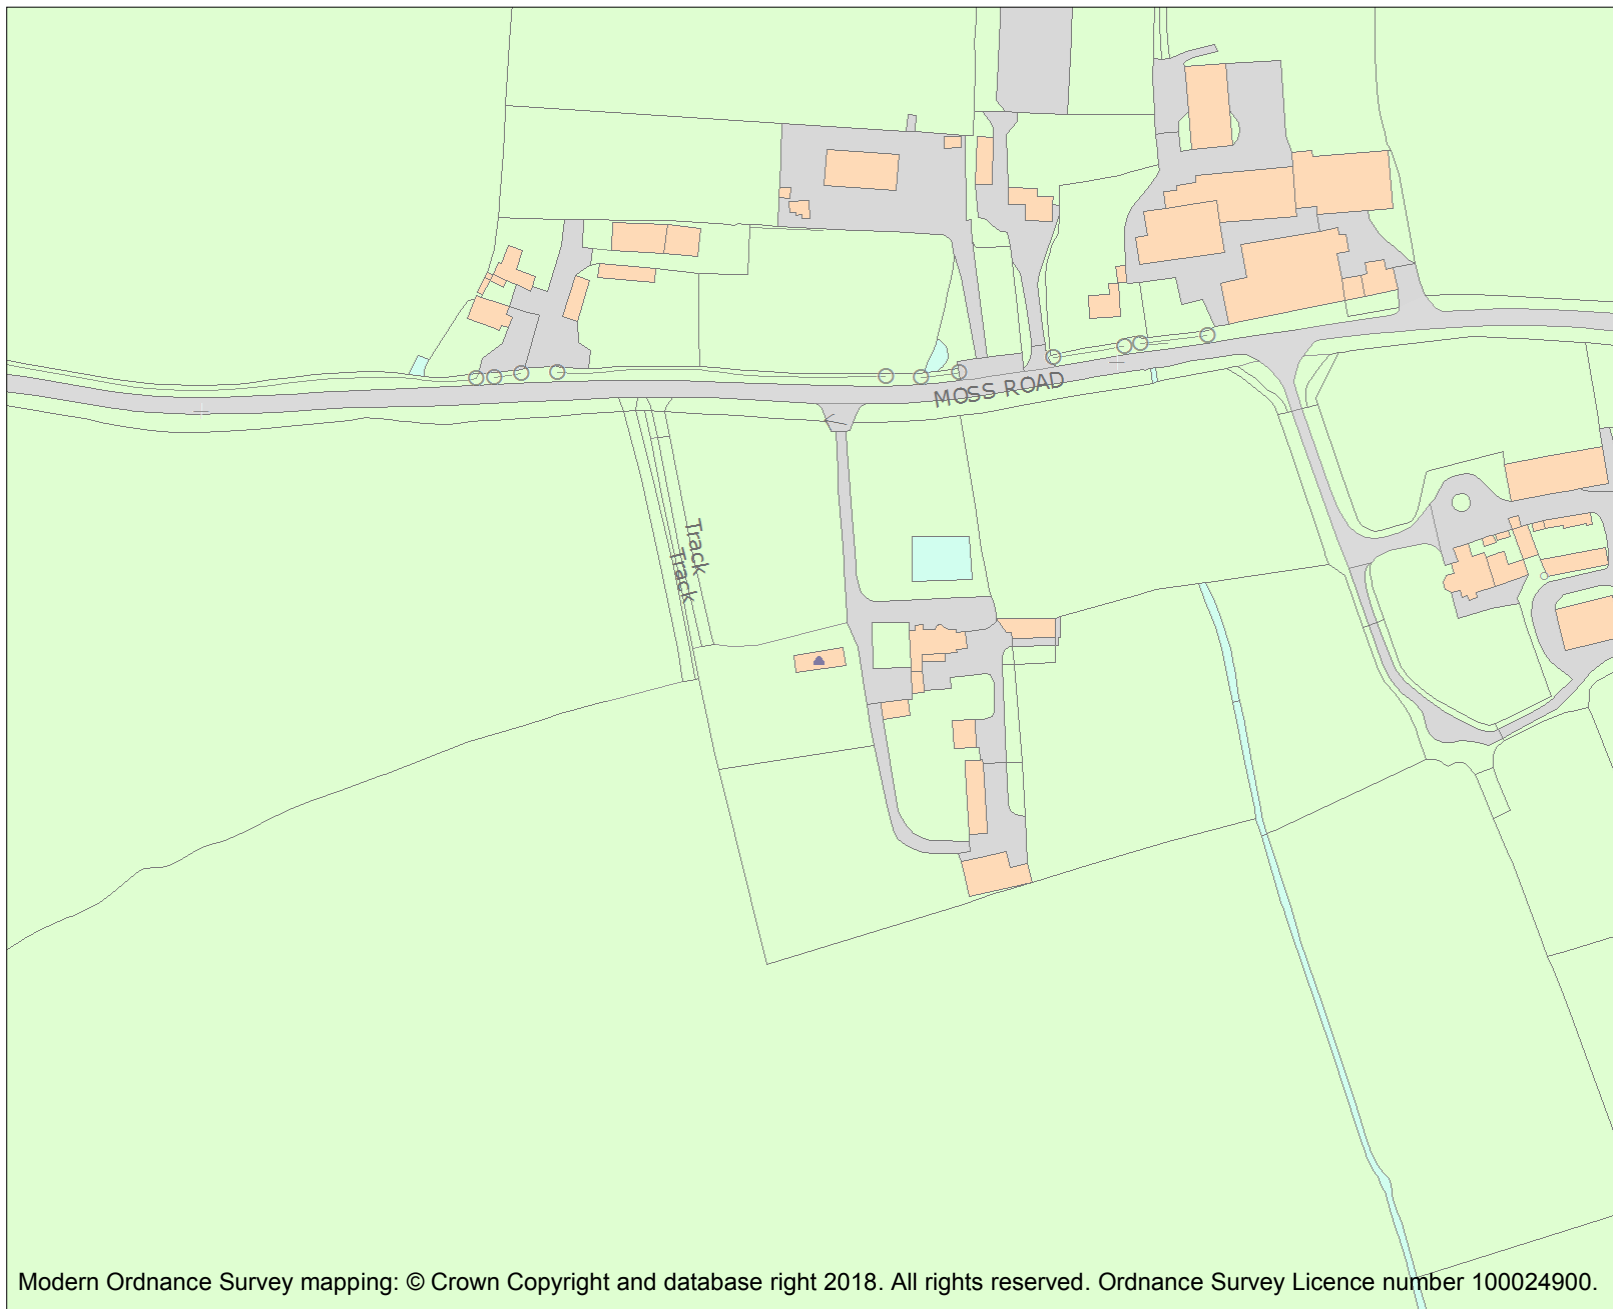 MOSS ROAD
Track
Track
Modern Ordnance Survey mapping: © Crown Copyright and database right 2018. All rights reserved. Ordnance Survey Licence number 100024900.